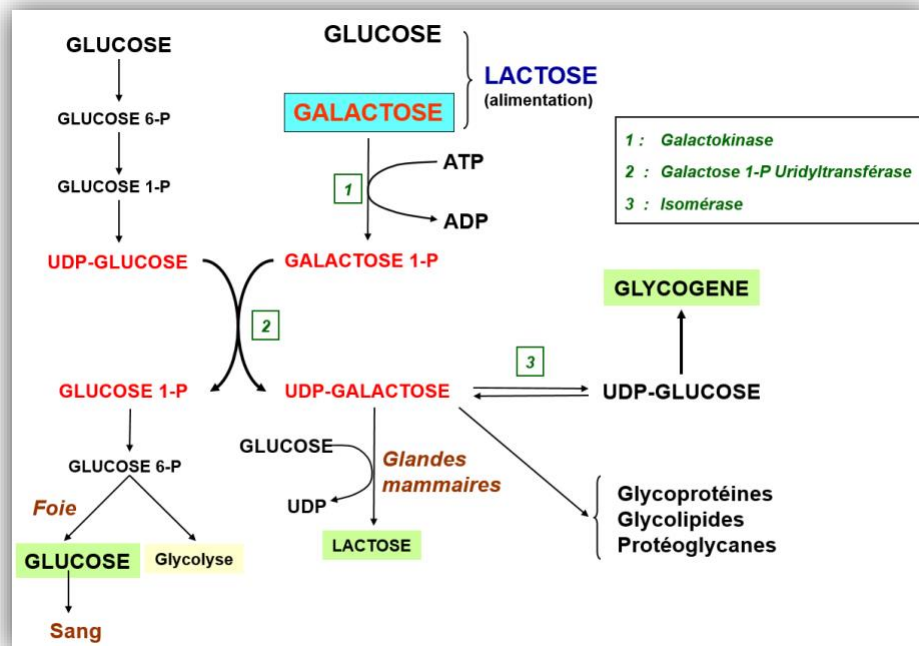 GLUCOSE
GLUCOSE 6-P
GLUCOSE 1-P
UDP-GLUCOSE
GLUCOSE
GALACTOSE
LACTOSE
(alimentation)
1
ATP
ADP
GALACTOSE 1-P
1 : Galactokinase
2 : Galactose 1-P Uridyltransférase
3 : Isomérase
2
GLUCOSE 1-P
UDP-GALACTOSE
3
UDP-GLUCOSE
GLYCOGENE
GLUCOSE 6-P
Foie
GLUCOSE
Glycolyse
Sang
GLUCOSE
UDP
Glandes
mammaires
LACTOSE
Glycoprotéines
Glycolipides
Protéoglycanes